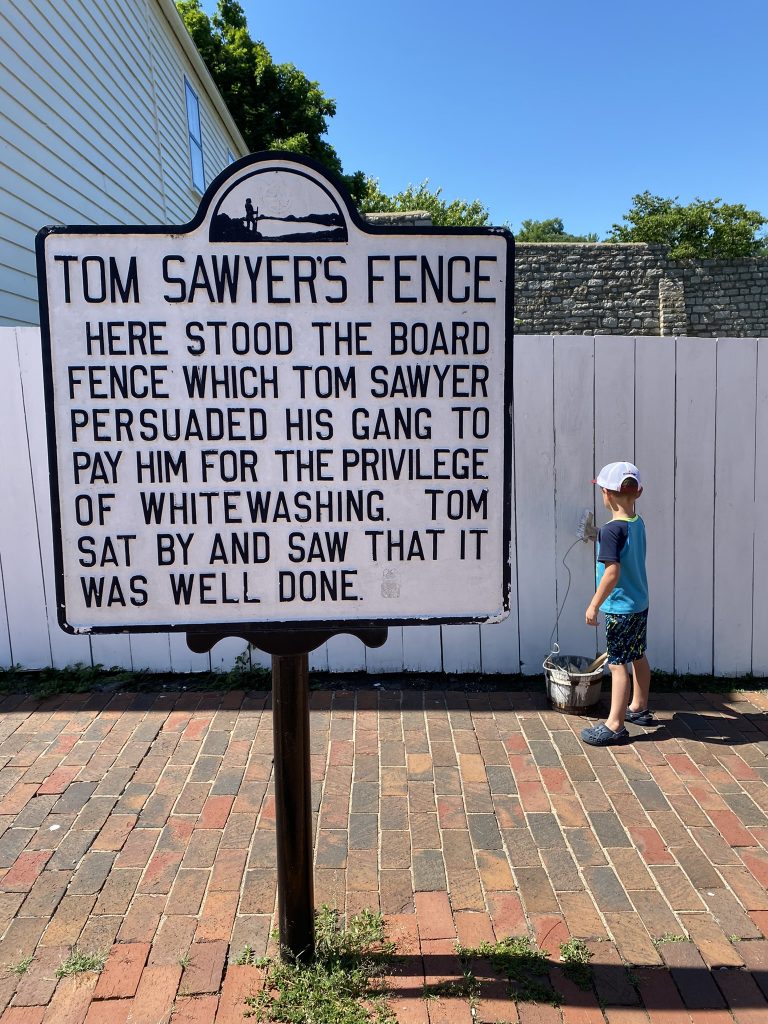 TOM SAWYER'S FENCE
HERE STOOD THE BOARD
FENCE WHICH TOM SAWYER
PERSUADED HIS GANG TO
PAY HIM FOR THE PRIVILEGE
OF WHITEWASHING. TOM
SAT BY AND SAW THAT IT
WAS WELL DONE.